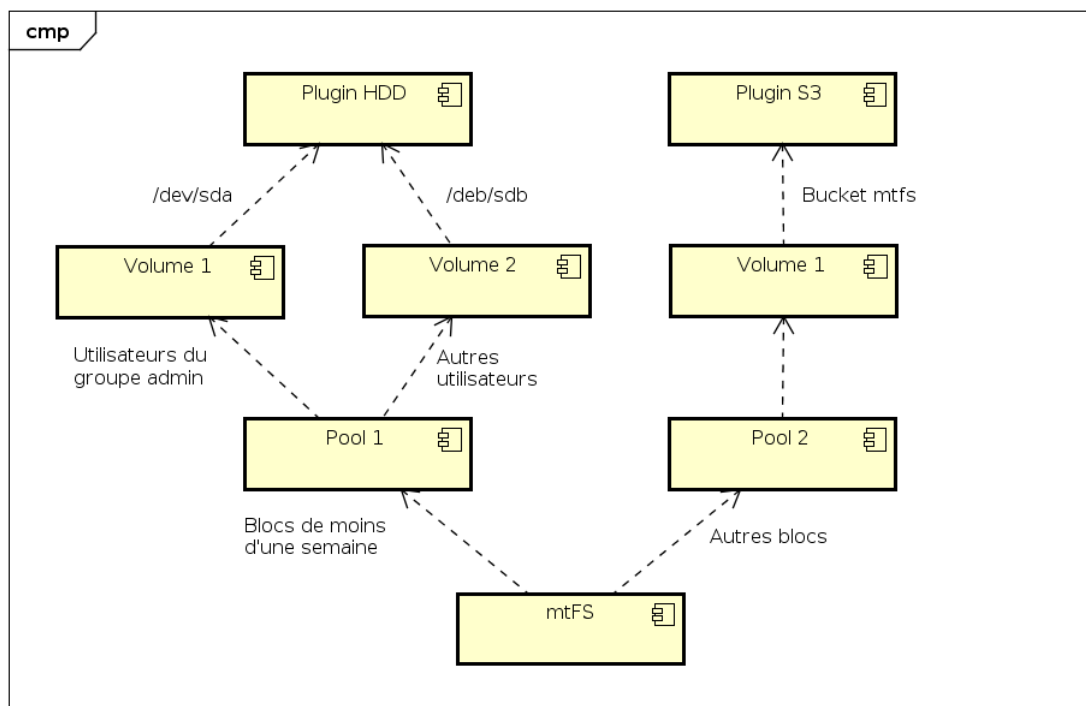 cmp
Plugin HDD
Plugin S3
/dev/sda
/deb/sdb
Bucket mtfs
Volume 1
Volume 2
Volume 1
Utilisateurs du
groupe admin
Autres
utilisateurs
Pool 1
Pool 2
Blocs de moins
d'une semaine
Autres blocs
mtFS